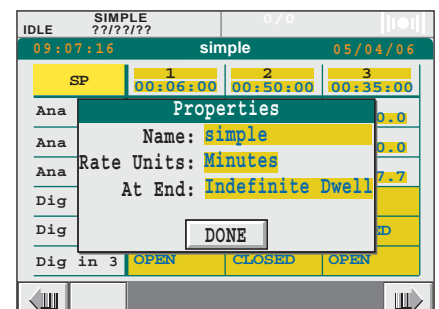 SIMPLE 0/0
IDLE ??/??/??
09:07:16 simple 05/04/06
SP 1 2 3
00:06:00 00:50:00 00:35:00
Ana 0.0
Properties
Ana Name: simple 0.0
Ana Rate Units: Minutes 7.7
Dig At End: Indefinite Dwell
Dig DONE ED
Dig in 3 OPEN CLOSED OPEN